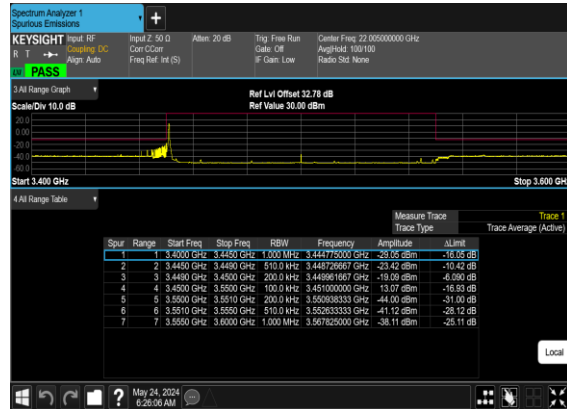 Spectrum Analyzer 1
Spurious Emissions
KEYSIGHT Input: RF Input Z: 50 Ω Atten: 20 dB Trig: Free Run Center Freq: 22.005000000 GHz
R T Coupling: DC Corr CCorr Gate: Off Avg|Hold: 100/100
Align: Auto Freq Ref: Int (S) IF Gain: Low Radio Std: None
LW PASS
3 All Range Graph
Ref Lvl Offset 32.78 dB
Scale/Div 10.0 dB Ref Value 30.00 dBm
20.0
0.00
-20.0
-40.0
-60.0
Start 3.400 GHz Stop 3.600 GHz
4 All Range Table
Measure Trace Trace 1
Trace Type Trace Average (Active)
Spur Range Start Freq Stop Freq RBW Frequency Amplitude ΔLimit
1 1 3.4000 GHz 3.4450 GHz 1.000 MHz 3.444775000 GHz -29.05 dBm -16.05 dB
2 2 3.4450 GHz 3.4490 GHz 510.0 kHz 3.448726667 GHz -23.42 dBm -10.42 dB
3 3 3.4490 GHz 3.4500 GHz 200.0 kHz 3.449961667 GHz -19.09 dBm -6.090 dB
4 4 3.4500 GHz 3.5500 GHz 100.0 kHz 3.451000000 GHz 13.07 dBm -16.93 dB
5 5 3.5500 GHz 3.5510 GHz 200.0 kHz 3.550938333 GHz -44.00 dBm -31.00 dB
6 6 3.5510 GHz 3.5550 GHz 510.0 kHz 3.552633333 GHz -41.12 dBm -28.12 dB
7 7 3.5550 GHz 3.6000 GHz 1.000 MHz 3.567825000 GHz -38.11 dBm -25.11 dB
Local
? May 24, 2024
6:26:06 AM